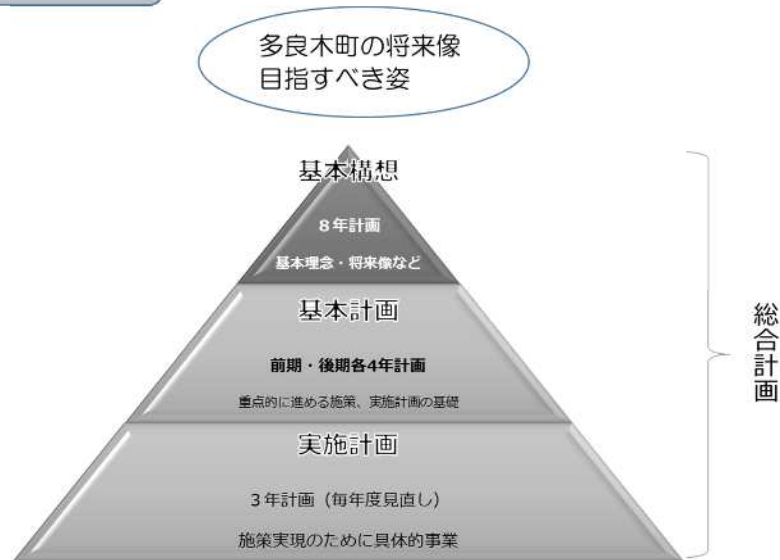 多良木町の将来像
目指すべき姿
基本構想
８年計画
基本理念・将来像など
基本計画
前期・後期各4年計画
重点的に進める施策、実施計画の基礎
実施計画
３年計画（毎年度見直し）
施策実現のために具体的事業
総合計画